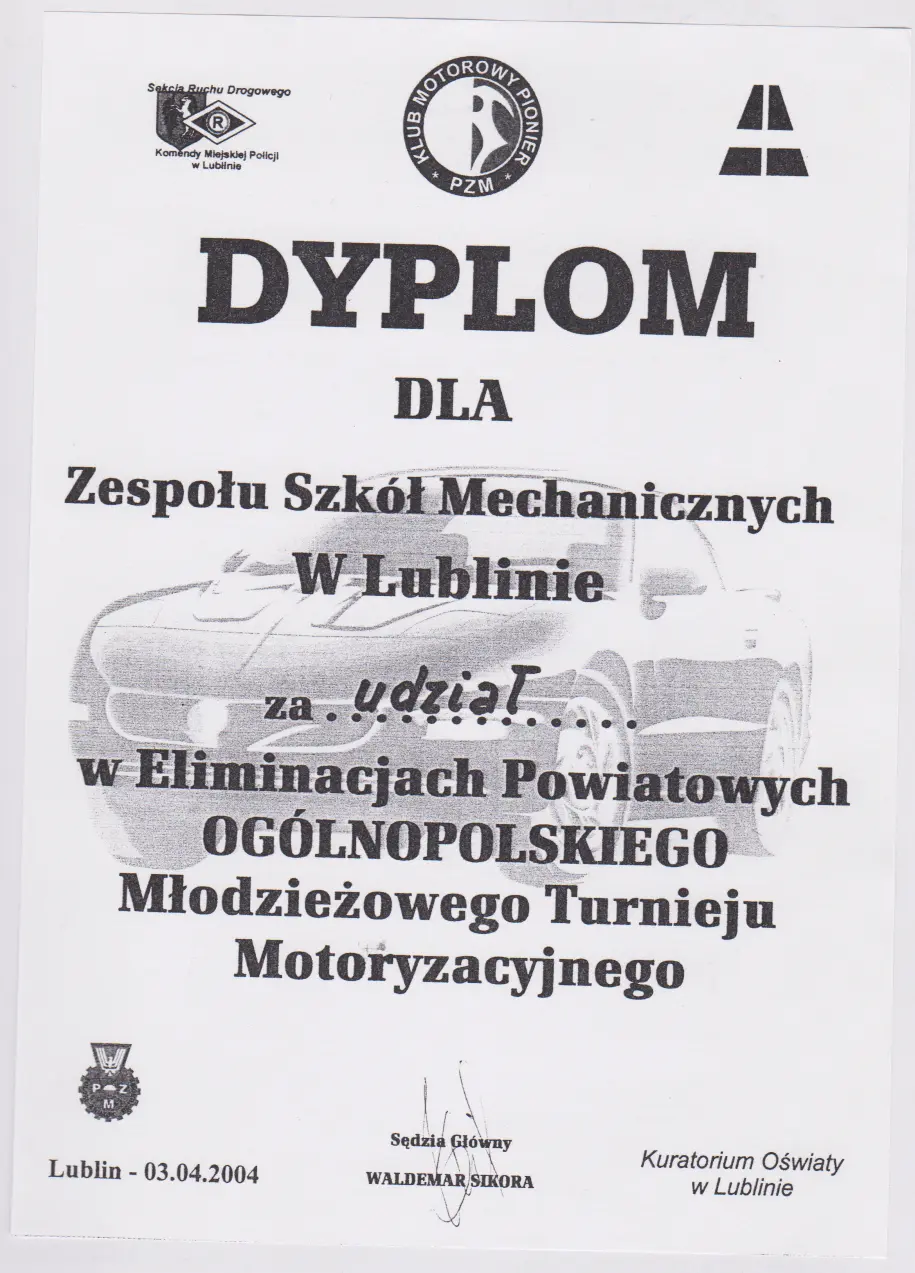 Sekcja Ruchu Drogowego
R
Komendy Miejskiej Policji
w Lublinie
KLUB MOTOROWY PIONIER
* PZM *
DYPLOM
DLA
Zespołu Szkół Mechanicznych
W Lublinie
za . udział
w Eliminacjach Powiatowych
OGÓLNOPOLSKIEGO
Młodzieżowego Turnieju
Motoryzacyjnego
P Z
M
Sędzia Główny
Lublin - 03.04.2004
WALDEMAR SIKORA
Kuratorium Oświaty
w Lublinie